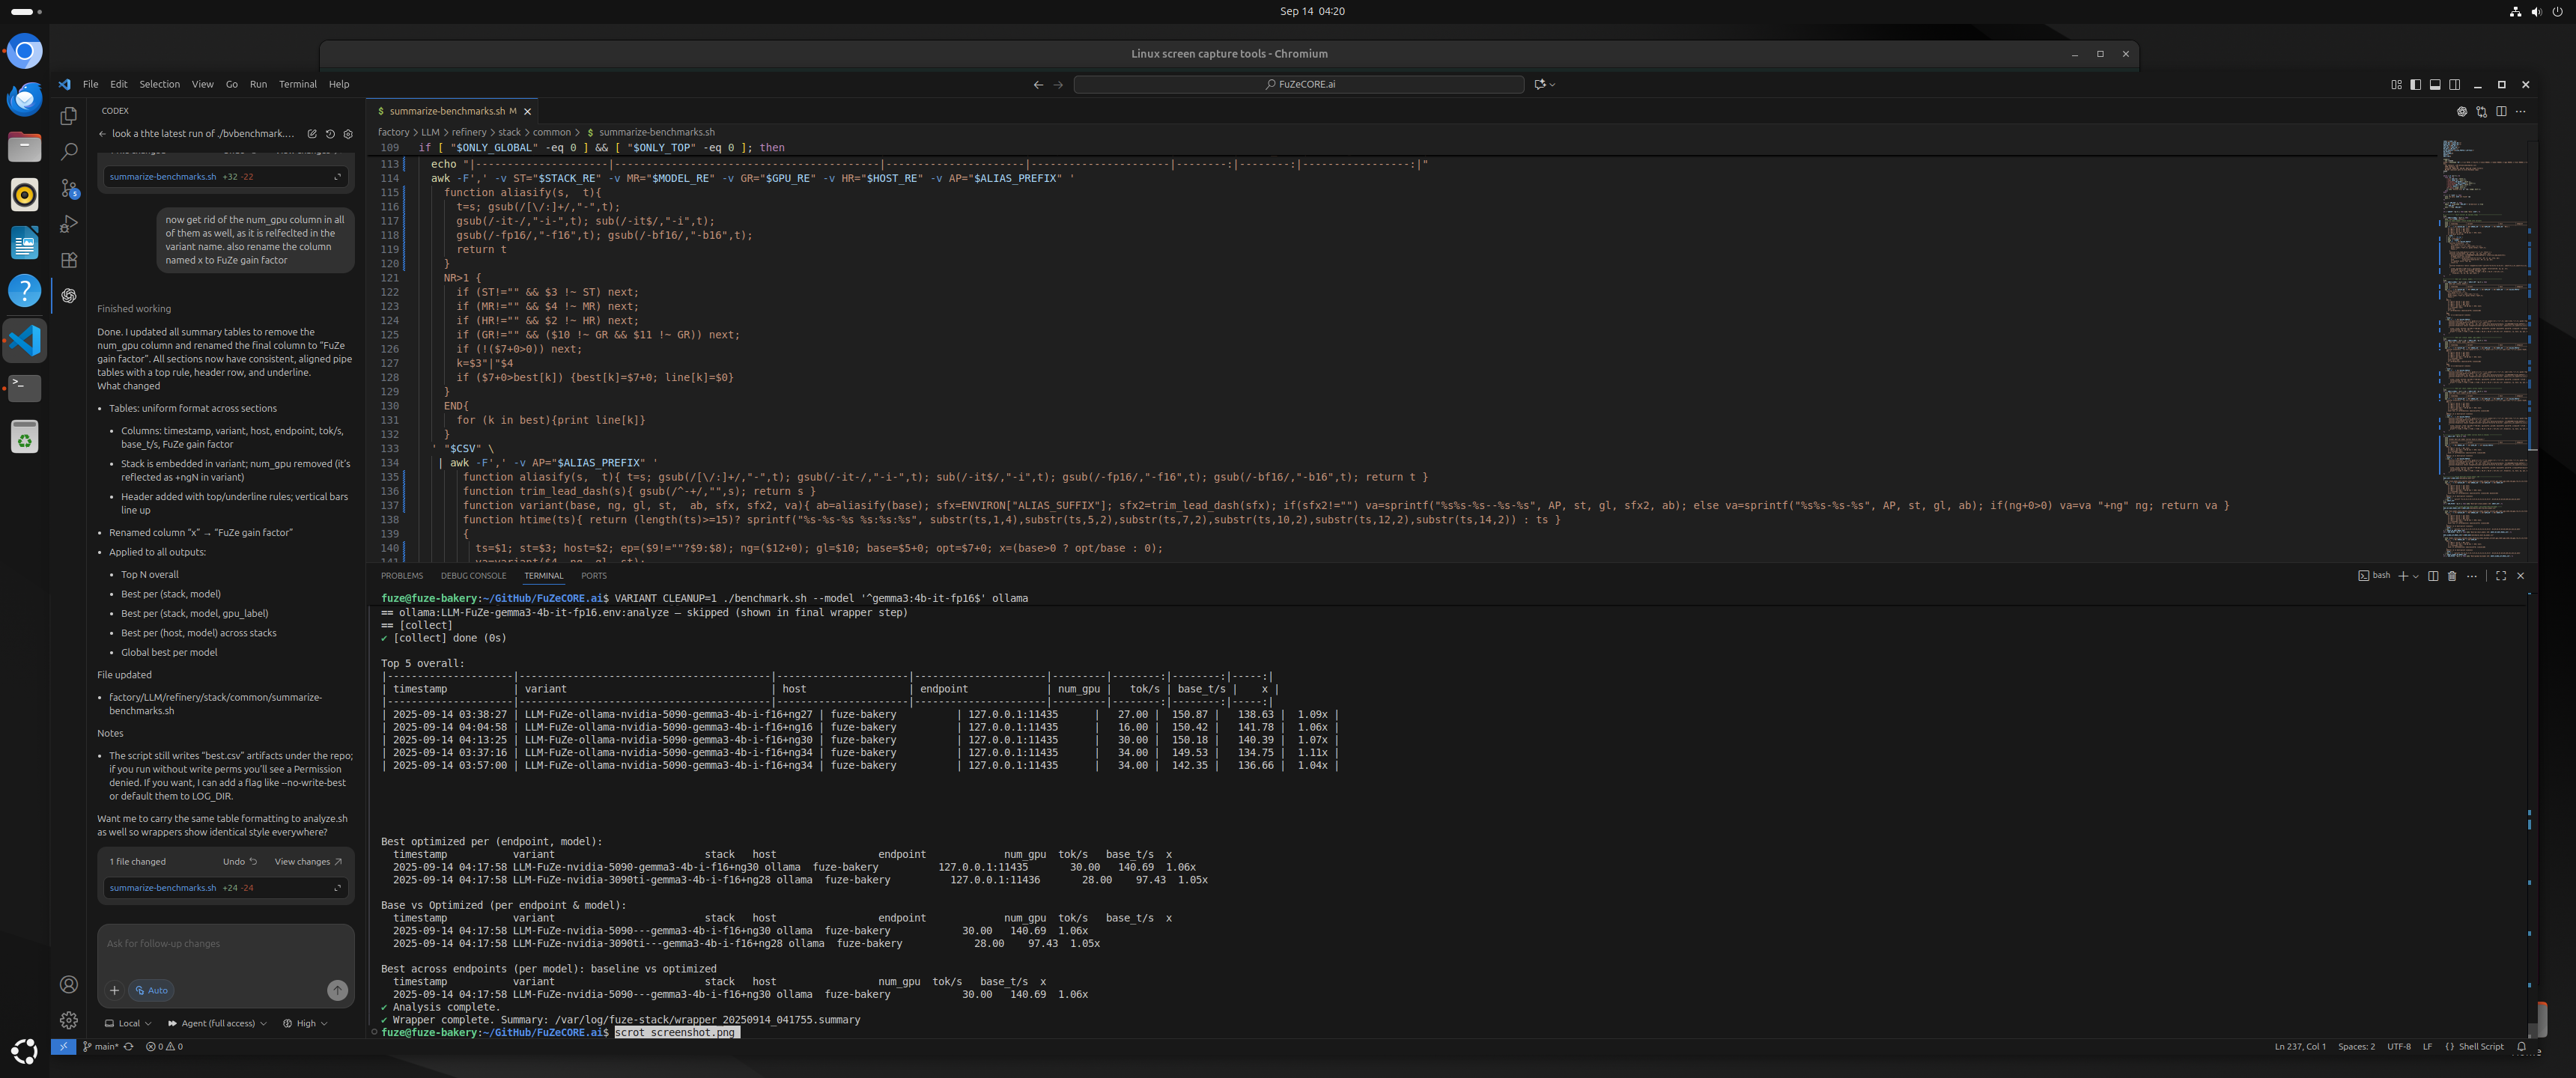 Sep 14 04:20
Linux screen capture tools - Chromium
File Edit Selection View Go Run Terminal Help
FuZeCORE.ai
CODEX
look a thte latest run of ./bvbenchmark....
summarize-benchmarks.sh +32 -22
now get rid of the num_gpu column in all
of them as well, as it is relfeclted in the
variant name. also rename the column
named x to FuZe gain factor
Finished working
Done. I updated all summary tables to remove the
num_gpu column and renamed the final column to “FuZe
gain factor”. All sections now have consistent, aligned pipe
tables with a top rule, header row, and underline.
What changed
• Tables: uniform format across sections
• Columns: timestamp, variant, host, endpoint, tok/s,
base_t/s, FuZe gain factor
• Stack is embedded in variant; num_gpu removed (it’s
reflected as +ngN in variant)
• Header added with top/underline rules; vertical bars
line up
• Renamed column “x” → “FuZe gain factor”
• Applied to all outputs:
• Top N overall
• Best per (stack, model)
• Best per (stack, model, gpu_label)
• Best per (host, model) across stacks
• Global best per model
File updated
• factory/LLM/refinery/stack/common/summarize-
benchmarks.sh
Notes
• The script still writes “best.csv” artifacts under the repo;
if you run without write perms you’ll see a Permission
denied. If you want, I can add a flag like --no-write-best
or default them to LOG_DIR.
Want me to carry the same table formatting to analyze.sh
as well so wrappers show identical style everywhere?
1 file changed Undo View changes
summarize-benchmarks.sh +24 -24
Ask for follow-up changes
Auto
Local Agent (full access) High
$ summarize-benchmarks.sh M
factory > LLM > refinery > stack > common > $ summarize-benchmarks.sh
109 if [ "$ONLY_GLOBAL" -eq 0 ] && [ "$ONLY_TOP" -eq 0 ]; then
113 echo "|--------------------|------------------------------------------|----------------------|----------------------|--------:|---------:|-----------------:|"
114 awk -F',' -v ST="$STACK_RE" -v MR="$MODEL_RE" -v GR="$GPU_RE" -v HR="$HOST_RE" -v AP="$ALIAS_PREFIX" '
115 function aliasify(s, t){
116 t=s; gsub(/[\/:]+/,"-",t);
117 gsub(/-it-/,"-i-",t); sub(/-it$/,"-i",t);
118 gsub(/-fp16/,"-f16",t); gsub(/-bf16/,"-b16",t);
119 return t
120 }
121 NR>1 {
122 if (ST!="" && $3 !~ ST) next;
123 if (MR!="" && $4 !~ MR) next;
124 if (HR!="" && $2 !~ HR) next;
125 if (GR!="" && ($10 !~ GR && $11 !~ GR)) next;
126 if (!($7+0>0)) next;
127 k=$3"|"$4
128 if ($7+0>best[k]) {best[k]=$7+0; line[k]=$0}
129 }
130 END{
131 for (k in best){print line[k]}
132 }
133 ' "$CSV" \
134 | awk -F',' -v AP="$ALIAS_PREFIX" '
135 function aliasify(s, t){ t=s; gsub(/[\/:]+/,"-",t); gsub(/-it-/,"-i-",t); sub(/-it$/,"-i",t); gsub(/-fp16/,"-f16",t); gsub(/-bf16/,"-b16",t); return t }
136 function trim_lead_dash(s){ gsub(/^-+/,"",s); return s }
137 function variant(base, ng, gl, st, ab, sfx, sfx2, va){ ab=aliasify(base); sfx=ENVIRON["ALIAS_SUFFIX"]; sfx2=trim_lead_dash(sfx); if(sfx2!="") va=sprintf("%s%s-%s--%s-%s", AP, st, gl, sfx2, ab); else va=sprintf("%s%s-%s-%s", AP, st, gl, ab); if(ng+0>0) va=va "+ng" ng; return va }
138 function htime(ts){ return (length(ts)>=15)? sprintf("%s-%s-%s %s:%s:%s", substr(ts,1,4),substr(ts,5,2),substr(ts,7,2),substr(ts,10,2),substr(ts,12,2),substr(ts,14,2)) : ts }
139 {
140 ts=$1; st=$3; host=$2; ep=($9!=""?$9:$8); ng=($12+0); gl=$10; base=$5+0; opt=$7+0; x=(base>0 ? opt/base : 0);
PROBLEMS DEBUG CONSOLE TERMINAL PORTS
bash
fuze@fuze-bakery:~/GitHub/FuZeCORE.ai$ VARIANT CLEANUP=1 ./benchmark.sh --model '^gemma3:4b-it-fp16$' ollama
== ollama:LLM-FuZe-gemma3-4b-it-fp16.env:analyze — skipped (shown in final wrapper step)
== [collect]
✔ [collect] done (0s)
Top 5 overall:
|---------------------|------------------------------------------|----------------------|----------------------|---------|--------:|--------:|-----:|
| timestamp | variant | host | endpoint | num_gpu | tok/s | base_t/s | x |
|---------------------|------------------------------------------|----------------------|----------------------|---------|--------:|--------:|-----:|
| 2025-09-14 03:38:27 | LLM-FuZe-ollama-nvidia-5090-gemma3-4b-i-f16+ng27 | fuze-bakery | 127.0.0.1:11435 | 27.00 | 150.87 | 138.63 | 1.09x |
| 2025-09-14 04:04:58 | LLM-FuZe-ollama-nvidia-5090-gemma3-4b-i-f16+ng16 | fuze-bakery | 127.0.0.1:11435 | 16.00 | 150.42 | 141.78 | 1.06x |
| 2025-09-14 04:13:25 | LLM-FuZe-ollama-nvidia-5090-gemma3-4b-i-f16+ng30 | fuze-bakery | 127.0.0.1:11435 | 30.00 | 150.18 | 140.39 | 1.07x |
| 2025-09-14 03:37:16 | LLM-FuZe-ollama-nvidia-5090-gemma3-4b-i-f16+ng34 | fuze-bakery | 127.0.0.1:11435 | 34.00 | 149.53 | 134.75 | 1.11x |
| 2025-09-14 03:57:00 | LLM-FuZe-ollama-nvidia-5090-gemma3-4b-i-f16+ng34 | fuze-bakery | 127.0.0.1:11435 | 34.00 | 142.35 | 136.66 | 1.04x |
Best optimized per (endpoint, model):
timestamp variant stack host endpoint num_gpu tok/s base_t/s x
2025-09-14 04:17:58 LLM-FuZe-nvidia-5090-gemma3-4b-i-f16+ng30 ollama fuze-bakery 127.0.0.1:11435 30.00 140.69 1.06x
2025-09-14 04:17:58 LLM-FuZe-nvidia-3090ti-gemma3-4b-i-f16+ng28 ollama fuze-bakery 127.0.0.1:11436 28.00 97.43 1.05x
Base vs Optimized (per endpoint & model):
timestamp variant stack host endpoint num_gpu tok/s base_t/s x
2025-09-14 04:17:58 LLM-FuZe-nvidia-5090---gemma3-4b-i-f16+ng30 ollama fuze-bakery 30.00 140.69 1.06x
2025-09-14 04:17:58 LLM-FuZe-nvidia-3090ti---gemma3-4b-i-f16+ng28 ollama fuze-bakery 28.00 97.43 1.05x
Best across endpoints (per model): baseline vs optimized
timestamp variant stack host num_gpu tok/s base_t/s x
2025-09-14 04:17:58 LLM-FuZe-nvidia-5090---gemma3-4b-i-f16+ng30 ollama fuze-bakery 30.00 140.69 1.06x
✔ Analysis complete.
✔ Wrapper complete. Summary: /var/log/fuze-stack/wrapper_20250914_041755.summary
fuze@fuze-bakery:~/GitHub/FuZeCORE.ai$ scrot screenshot.png
main* 0 0
Ln 237, Col 1 Spaces: 2 UTF-8 LF {} Shell Script